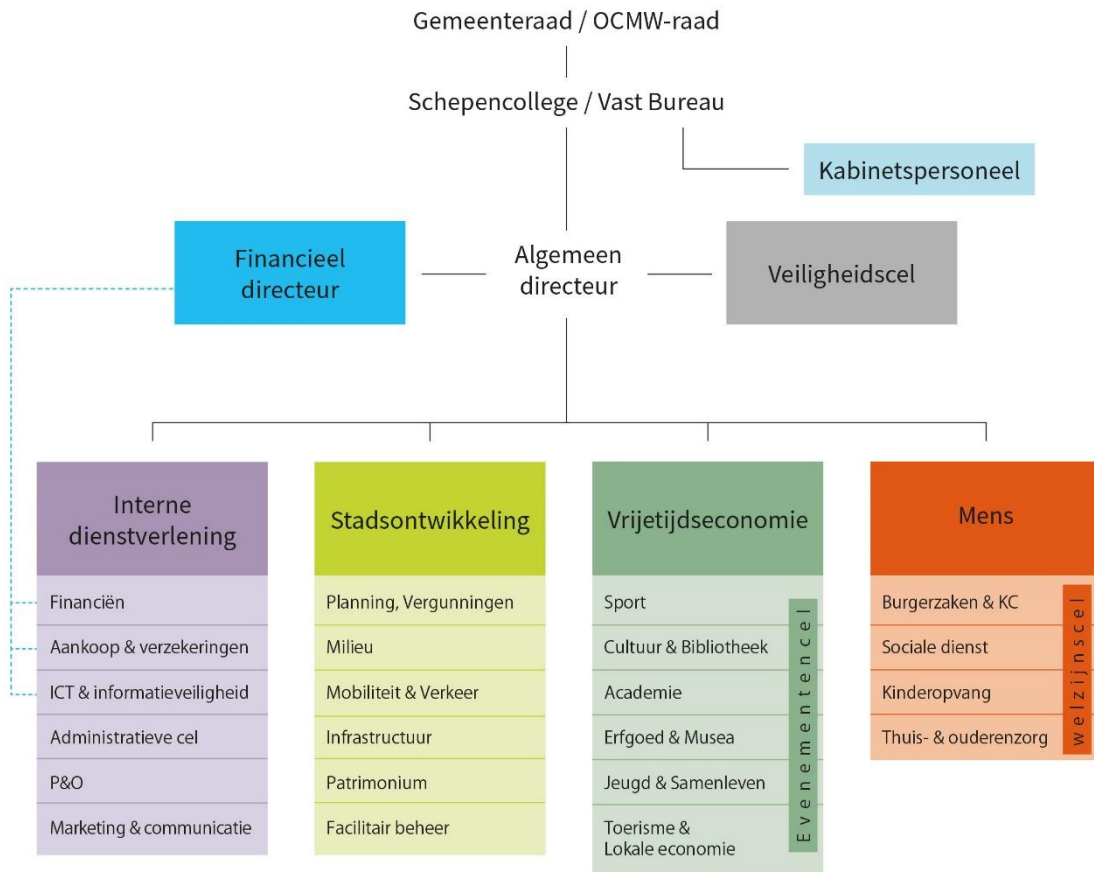 Gemeenteraad / OCMW-raad
Schepencollege / Vast Bureau
Kabinetspersoneel
Financieel
directeur
Algemeen
directeur
Veiligheidscel
Interne
dienstverlening
Financiën
Aankoop & verzekeringen
ICT & informatieveiligheid
Administratieve cel
P&O
Marketing & communicatie
Stadsontwikkeling
Planning, Vergunningen
Milieu
Mobiliteit & Verkeer
Infrastructuur
Patrimonium
Facilitair beheer
Vrijetijdseconomie
Sport
Cultuur & Bibliotheek
Academie
Erfgoed & Musea
Jeugd & Samenleven
Toerisme &
Lokale economie
Evenementencel
Mens
Burgerzaken & KC
Sociale dienst
Kinderopvang
Thuis- & ouderenzorg
welzijnscel